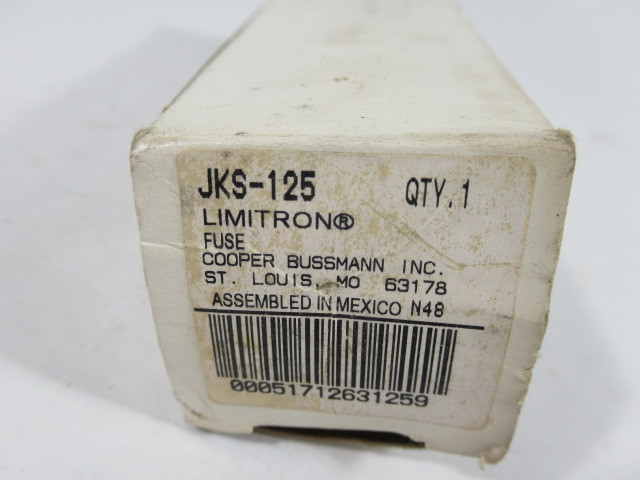 JKS-125 QTY.1
LIMITRON®
FUSE
COOPER BUSSMANN INC.
ST. LOUIS, MO 63178
ASSEMBLED IN MEXICO N48
00051712631259